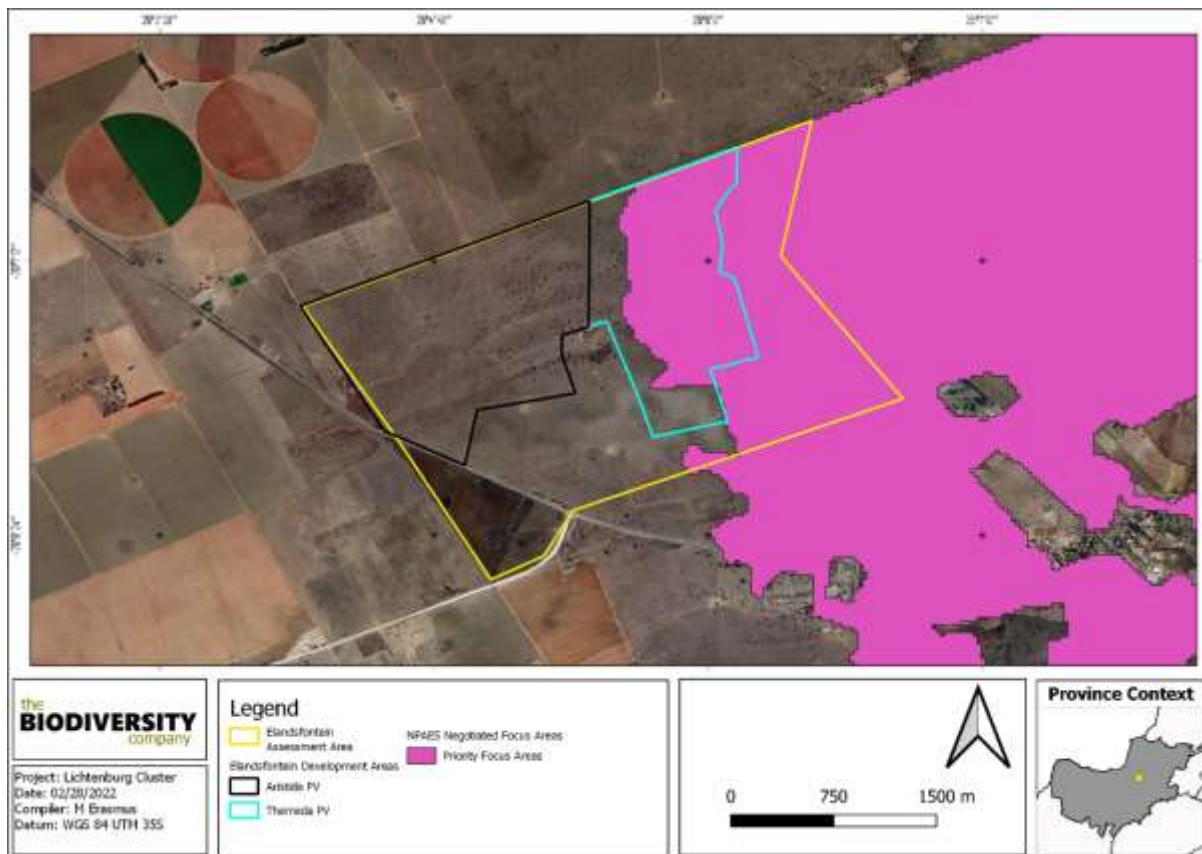 the
BIODIVERSITY
company
Project: Lichtenburg Cluster
Date: 02/28/2022
Compiler: M Erasmus
Datum: WGS 84 UTM 35S
Legend
Elandsfontein
Assessment Area
Elandsfontein Development Areas
Aristida PV
Themeda PV
NPAES Negotiated Focus Areas
Priority Focus Areas
0 750 1500 m
Province Context